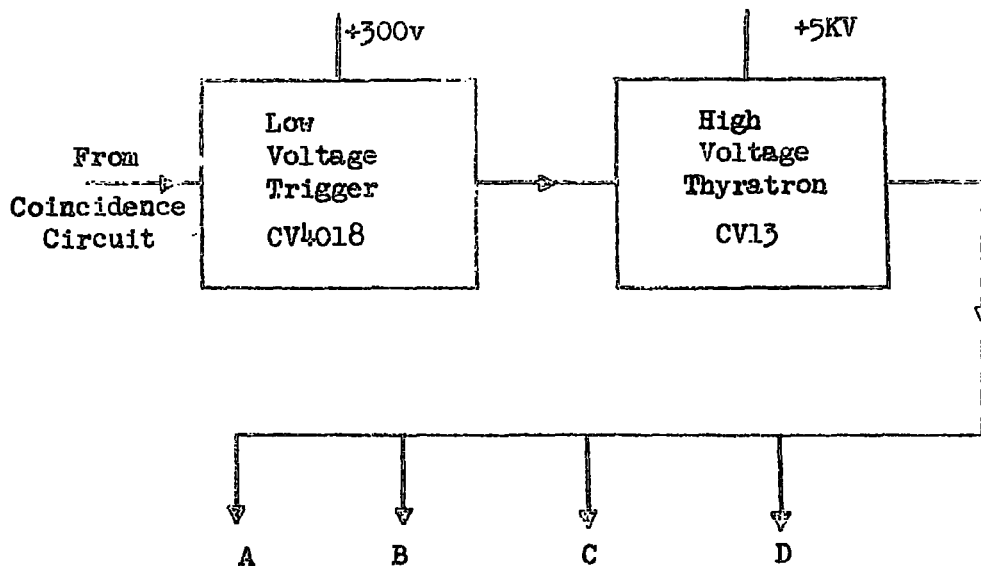 +300v
+5KV
From
Coincidence
Circuit
Low
Voltage
Trigger
CV4018
High
Voltage
Thyratron
CV13
A B C D